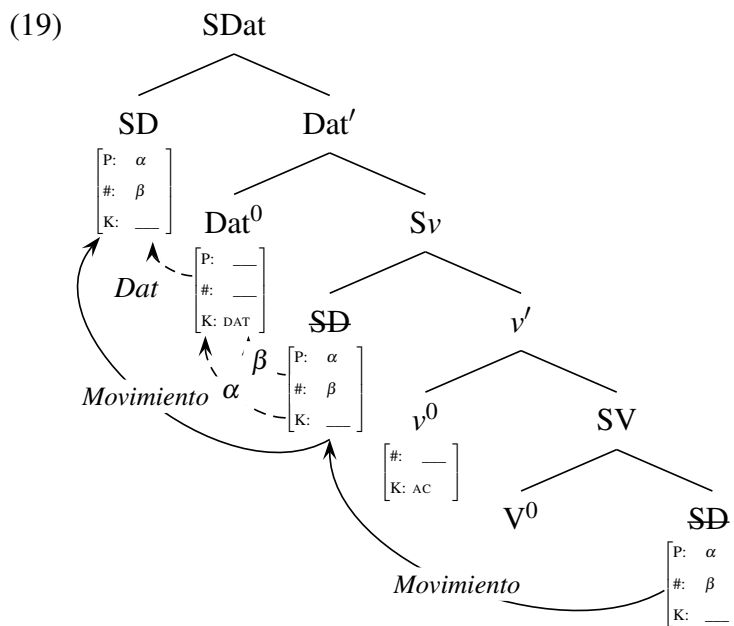 (19)
SDat
SD
Dat′
P: α
#: β
K: __
Dat⁰
Sv
P: __
#: __
K: DAT
Dat
SD
v′
P: α
#: β
K: __
β
α
Movimiento
v⁰
SV
#: __
K: AC
V⁰
SD
P: α
#: β
K: __
Movimiento